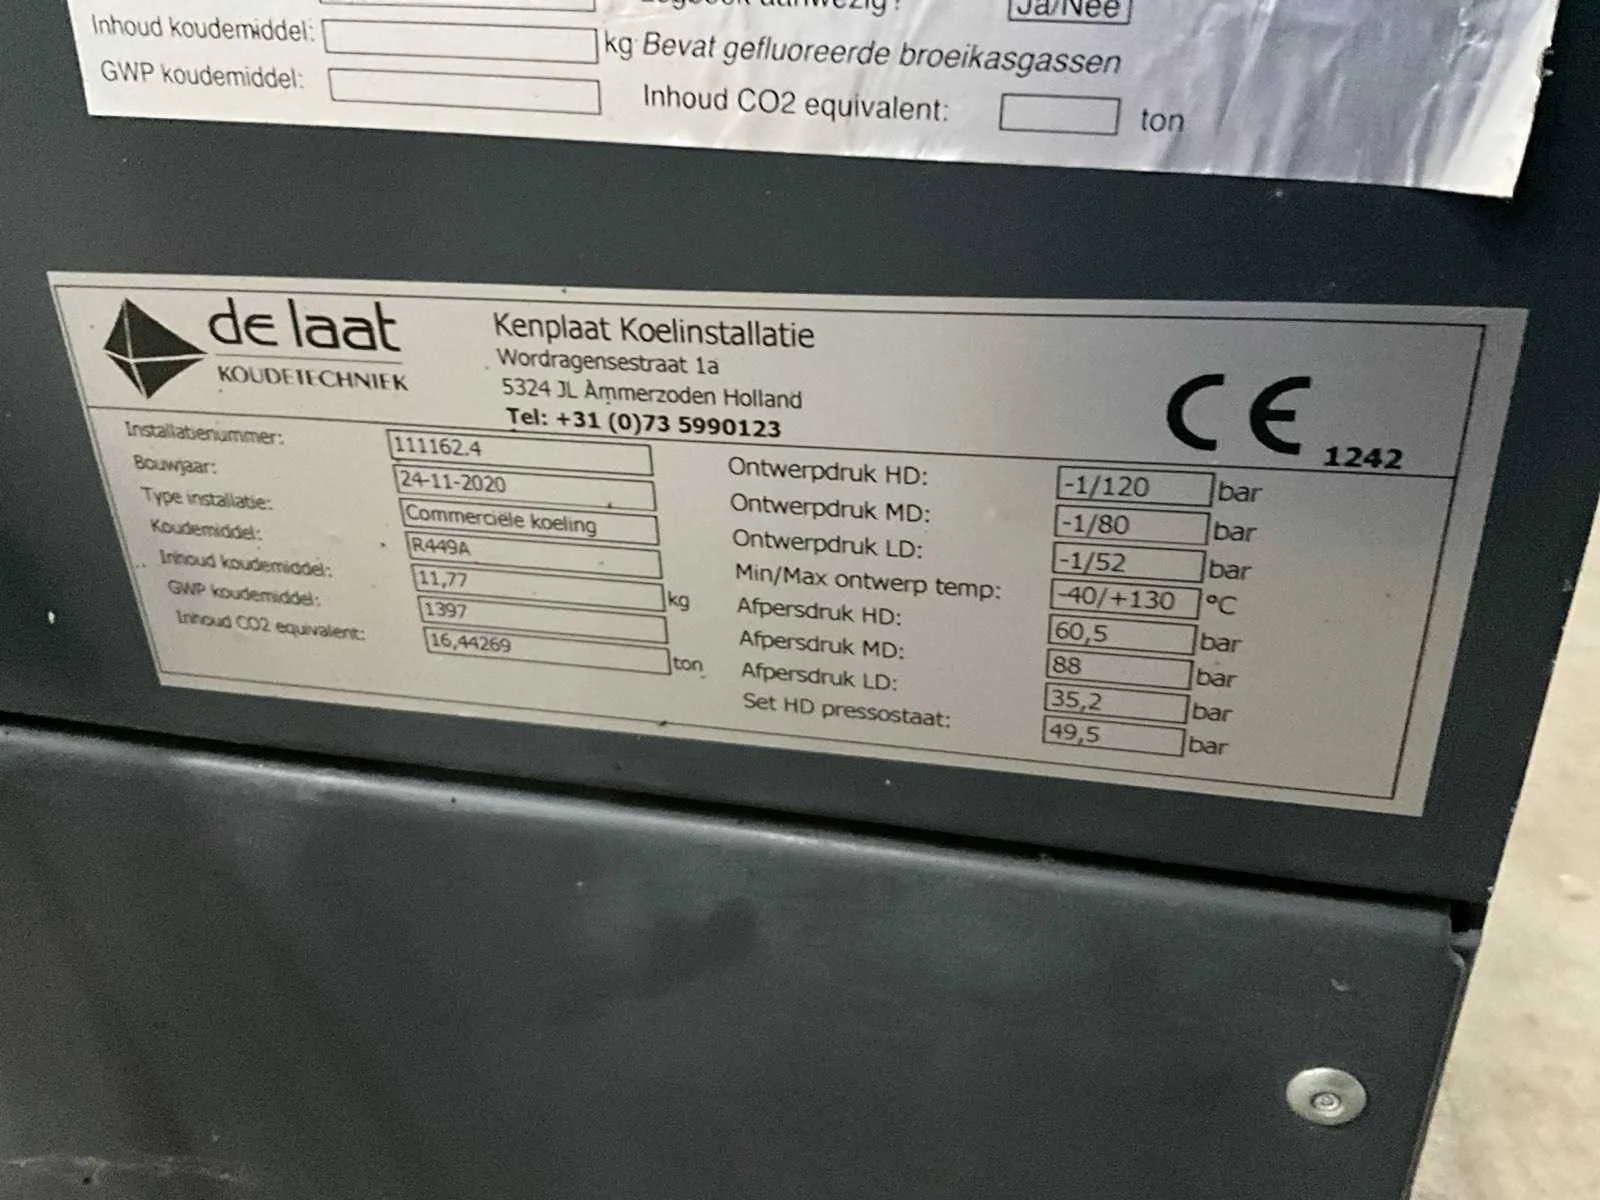 Ja/Nee
Inhoud koudemiddel: kg Bevat gefluoreerde broeikasgassen
GWP koudemiddel: Inhoud CO2 equivalent: ton
de laat
KOUDETECHNIEK
Kenplaat Koelinstallatie
Wordragensestraat 1a
5324 JL Ammerzoden Holland
Tel: +31 (0)73 5990123
CE 1242
Installatienummer: 111162.4
Bouwjaar: 24-11-2020
Type installatie: Commerciële koeling
Koudemiddel: R449A
Inhoud koudemiddel: 11,77 kg
GWP koudemiddel: 1397
Inhoud CO2 equivalent: 16,44269 ton
Ontwerpdruk HD: -1/120 bar
Ontwerpdruk MD: -1/80 bar
Ontwerpdruk LD: -1/52 bar
Min/Max ontwerp temp: -40/+130 °C
Afpersdruk HD: 60,5 bar
Afpersdruk MD: 88 bar
Afpersdruk LD: 35,2 bar
Set HD pressostaat: 49,5 bar